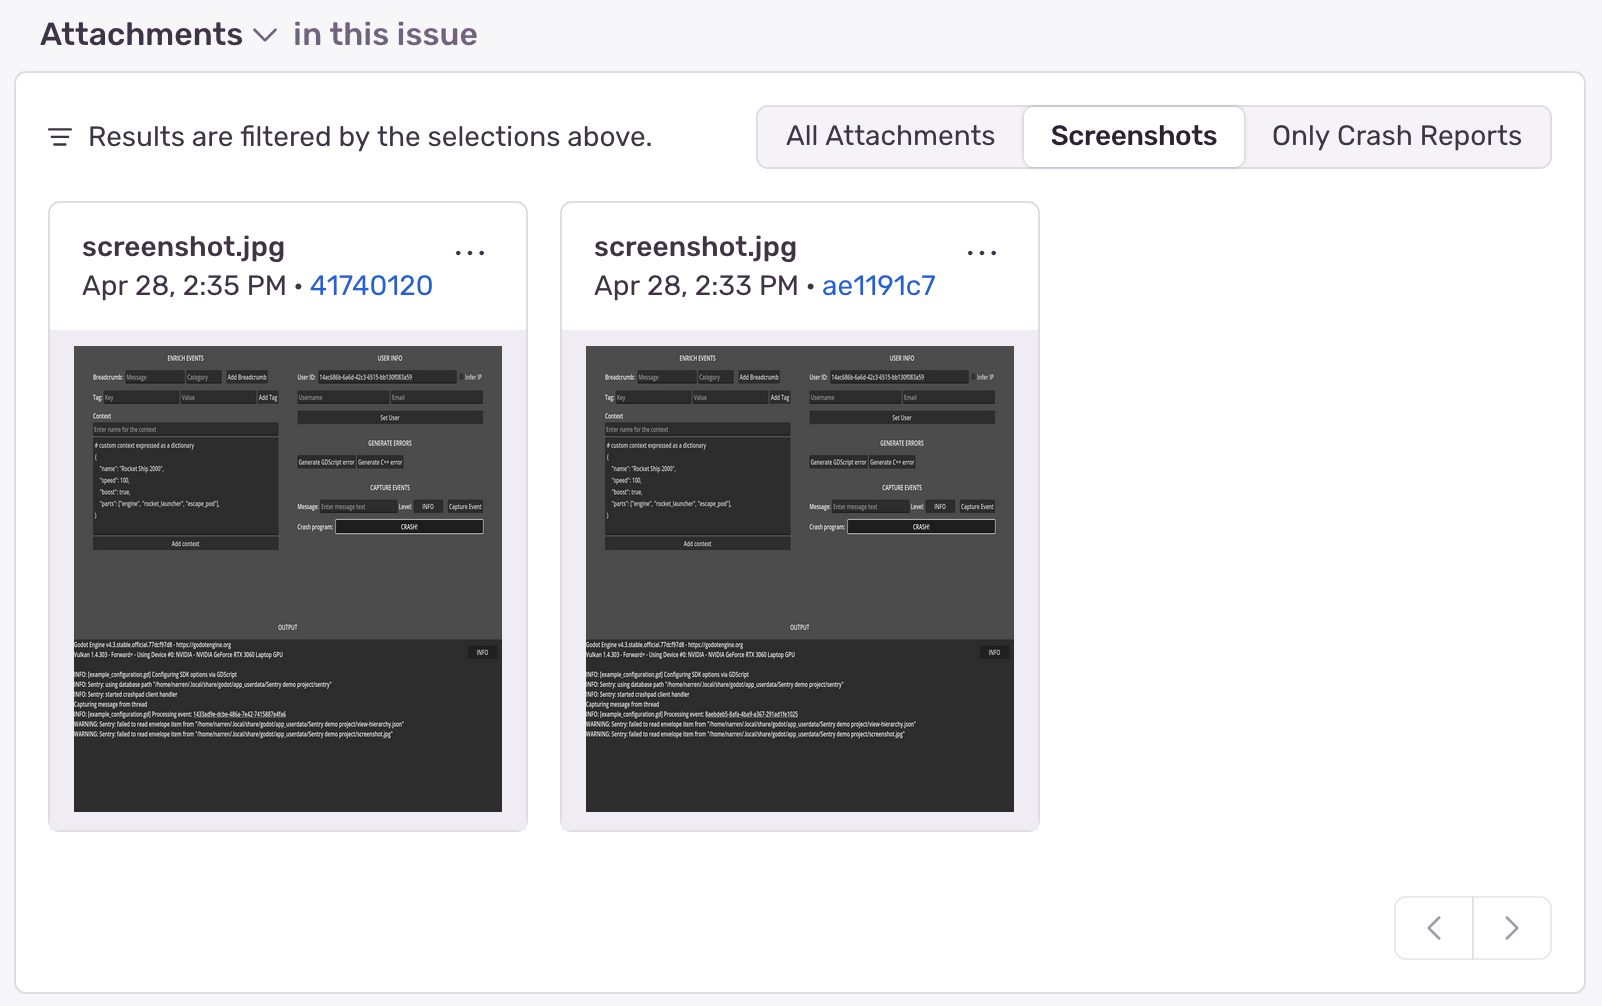 Attachments in this issue
Results are filtered by the selections above.
All Attachments
Screenshots
Only Crash Reports
screenshot.jpg
...
Apr 28, 2:35 PM • 41740120
ENRICH EVENTS
Breadcrumb: Message Category Add Breadcrumb
Tag: Key Value Add Tag
Context
Enter name for the context
# custom context expressed as a dictionary
{
"name": "Rocket Ship 2000",
"speed": 100,
"boost": true,
"parts": ["engine", "rocket_launcher", "escape_pod"],
}
Add context
USER INFO
User ID: 14ac686b-6a6d-42c3-6515-bb130f083a59 Infer IP
Username Email
Set User
GENERATE ERRORS
Generate GDScript error Generate C++ error
CAPTURE EVENTS
Message: Enter message text Level: INFO Capture Event
Crash program: CRASH!
OUTPUT
Godot Engine v4.3.stable.official.77dcf97d8 - https://godotengine.org
Vulkan 1.4.303 - Forward+ - Using Device #0: NVIDIA - NVIDIA GeForce RTX 3060 Laptop GPU
INFO
INFO: [example_configuration.gd] Configuring SDK options via GDScript
INFO: Sentry: using database path "/home/narren/.local/share/godot/app_userdata/Sentry demo project/sentry"
INFO: Sentry: started crashpad client handler
Capturing message from thread
INFO: [example_configuration.gd] Processing event: 1433ad9e-dcbe-486a-7e42-7415887e4fa6
WARNING: Sentry: failed to read envelope item from "/home/narren/.local/share/godot/app_userdata/Sentry demo project/view-hierarchy.json"
WARNING: Sentry: failed to read envelope item from "/home/narren/.local/share/godot/app_userdata/Sentry demo project/screenshot.jpg"
screenshot.jpg
...
Apr 28, 2:33 PM • ae1191c7
ENRICH EVENTS
Breadcrumb: Message Category Add Breadcrumb
Tag: Key Value Add Tag
Context
Enter name for the context
# custom context expressed as a dictionary
{
"name": "Rocket Ship 2000",
"speed": 100,
"boost": true,
"parts": ["engine", "rocket_launcher", "escape_pod"],
}
Add context
USER INFO
User ID: 14ac686b-6a6d-42c3-6515-bb130f083a59 Infer IP
Username Email
Set User
GENERATE ERRORS
Generate GDScript error Generate C++ error
CAPTURE EVENTS
Message: Enter message text Level: INFO Capture Event
Crash program: CRASH!
OUTPUT
Godot Engine v4.3.stable.official.77dcf97d8 - https://godotengine.org
Vulkan 1.4.303 - Forward+ - Using Device #0: NVIDIA - NVIDIA GeForce RTX 3060 Laptop GPU
INFO
INFO: [example_configuration.gd] Configuring SDK options via GDScript
INFO: Sentry: using database path "/home/narren/.local/share/godot/app_userdata/Sentry demo project/sentry"
INFO: Sentry: started crashpad client handler
Capturing message from thread
INFO: [example_configuration.gd] Processing event: 8aebdeb5-8afa-4ba9-a367-291ad1fe1025
WARNING: Sentry: failed to read envelope item from "/home/narren/.local/share/godot/app_userdata/Sentry demo project/view-hierarchy.json"
WARNING: Sentry: failed to read envelope item from "/home/narren/.local/share/godot/app_userdata/Sentry demo project/screenshot.jpg"